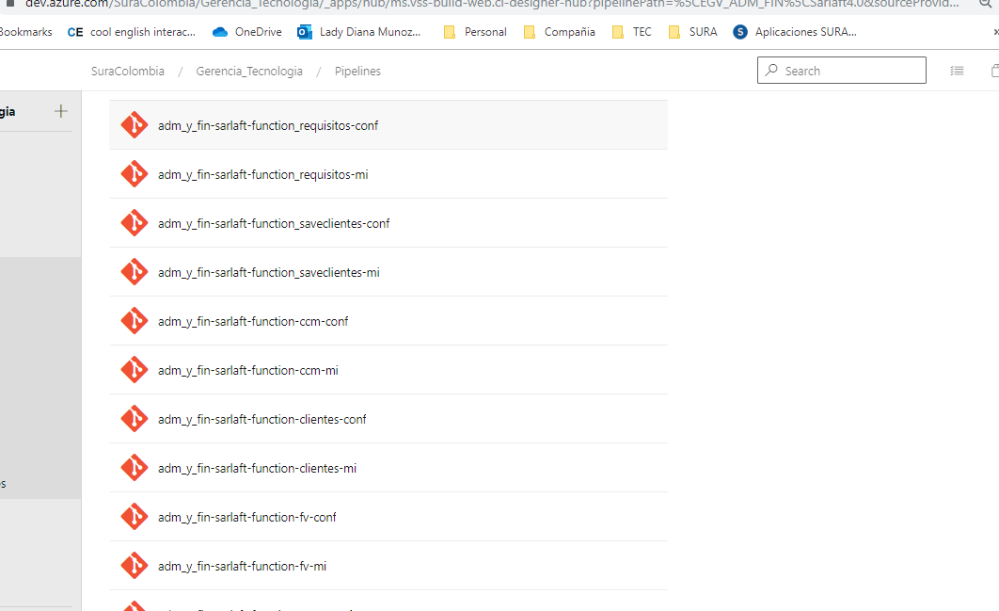 dev.azure.com/SuraColombia/Gerencia_Tecnologia/_apps/hub/ms.vss-build-web.ci-designer-hub?pipelinePath=%5CEGV_ADM_FIN%5CSarlaft4.0&sourceProvid...
Bookmarks CE cool english interac... OneDrive Lady Diana Munoz... Personal Compañia TEC SURA S Aplicaciones SURA... »
SuraColombia / Gerencia_Tecnologia / Pipelines Search
gia +
adm_y_fin-sarlaft-function_requisitos-conf
adm_y_fin-sarlaft-function_requisitos-mi
adm_y_fin-sarlaft-function_saveclientes-conf
adm_y_fin-sarlaft-function_saveclientes-mi
adm_y_fin-sarlaft-function-ccm-conf
adm_y_fin-sarlaft-function-ccm-mi
adm_y_fin-sarlaft-function-clientes-conf
adm_y_fin-sarlaft-function-clientes-mi
s
adm_y_fin-sarlaft-function-fv-conf
adm_y_fin-sarlaft-function-fv-mi